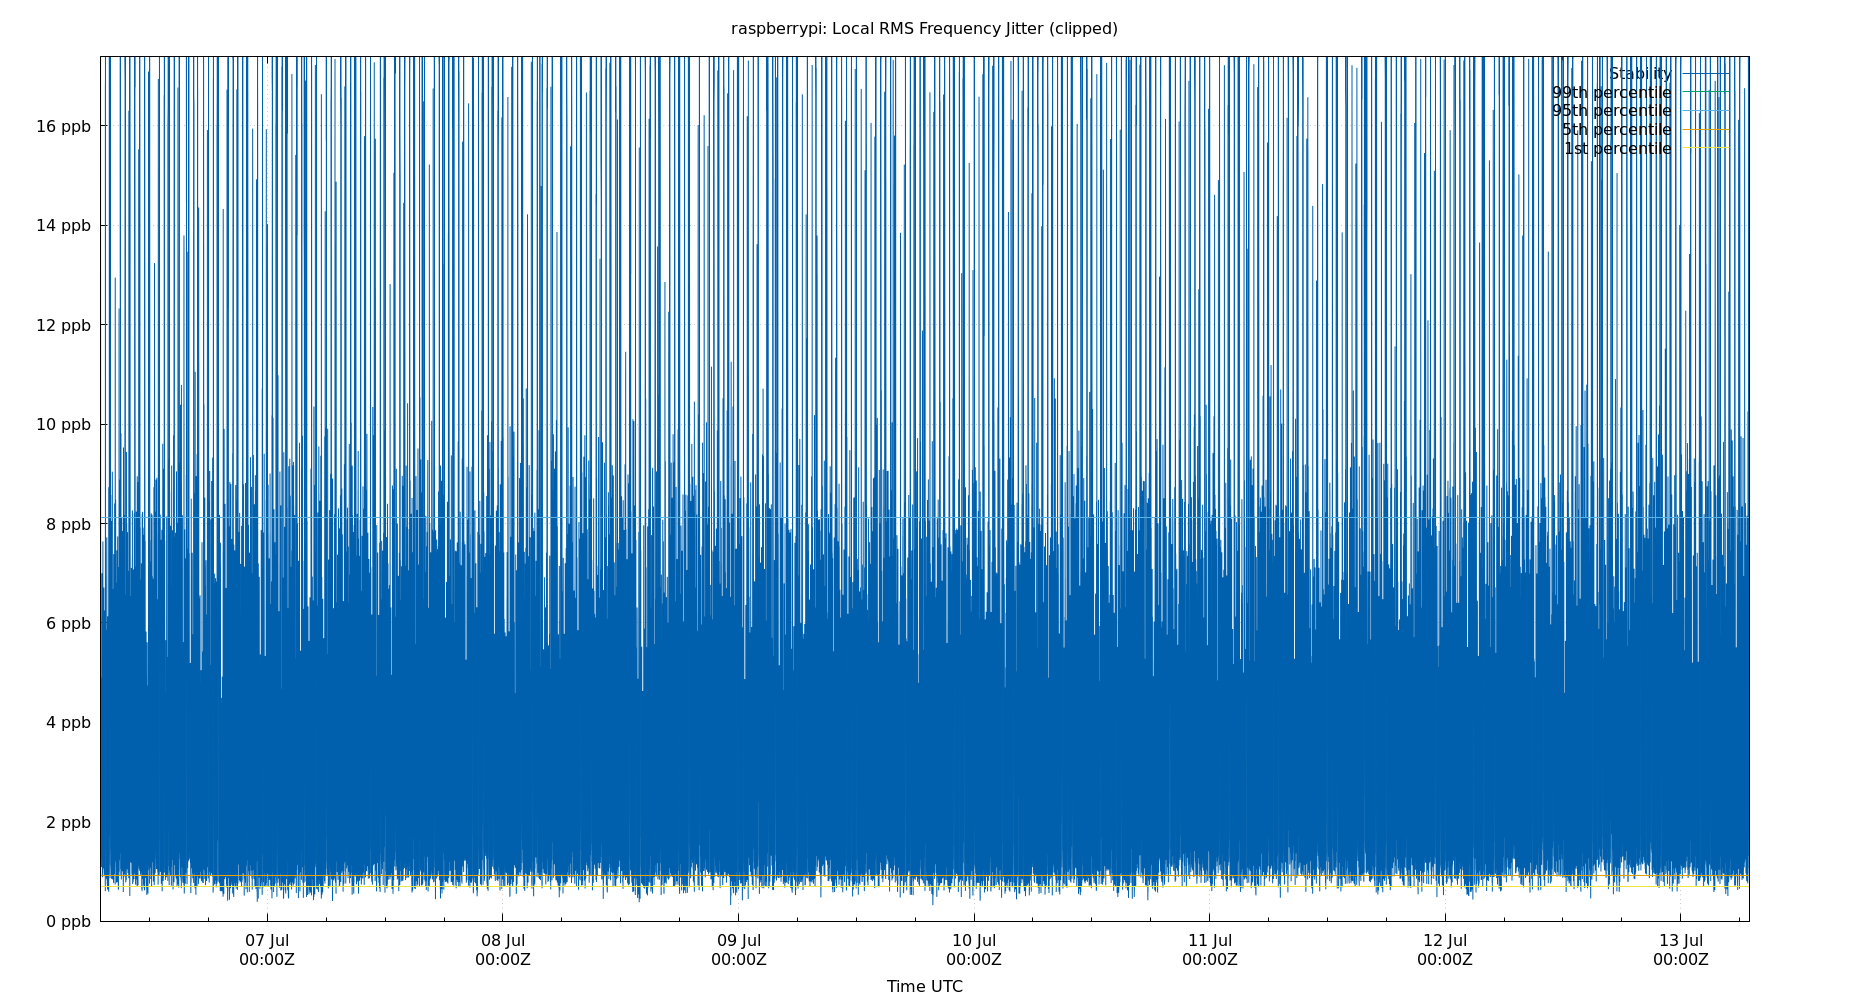 raspberrypi: Local RMS Frequency Jitter (clipped)
Stability
99th percentile
95th percentile
5th percentile
1st percentile
16 ppb
14 ppb
12 ppb
10 ppb
8 ppb
6 ppb
4 ppb
2 ppb
0 ppb
07 Jul 08 Jul 09 Jul 10 Jul 11 Jul 12 Jul 13 Jul
00:00Z 00:00Z 00:00Z 00:00Z 00:00Z 00:00Z 00:00Z
Time UTC